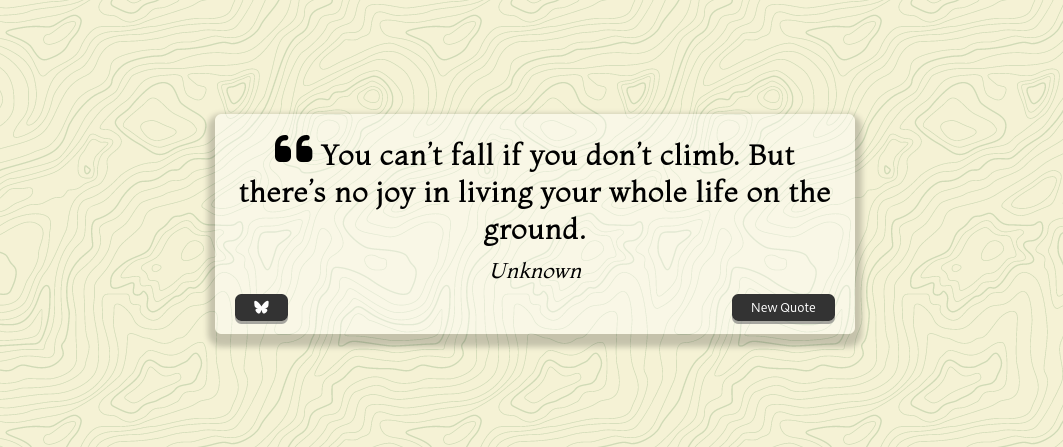 ❝ You can’t fall if you don’t climb. But
there’s no joy in living your whole life on the
ground.
Unknown
New Quote